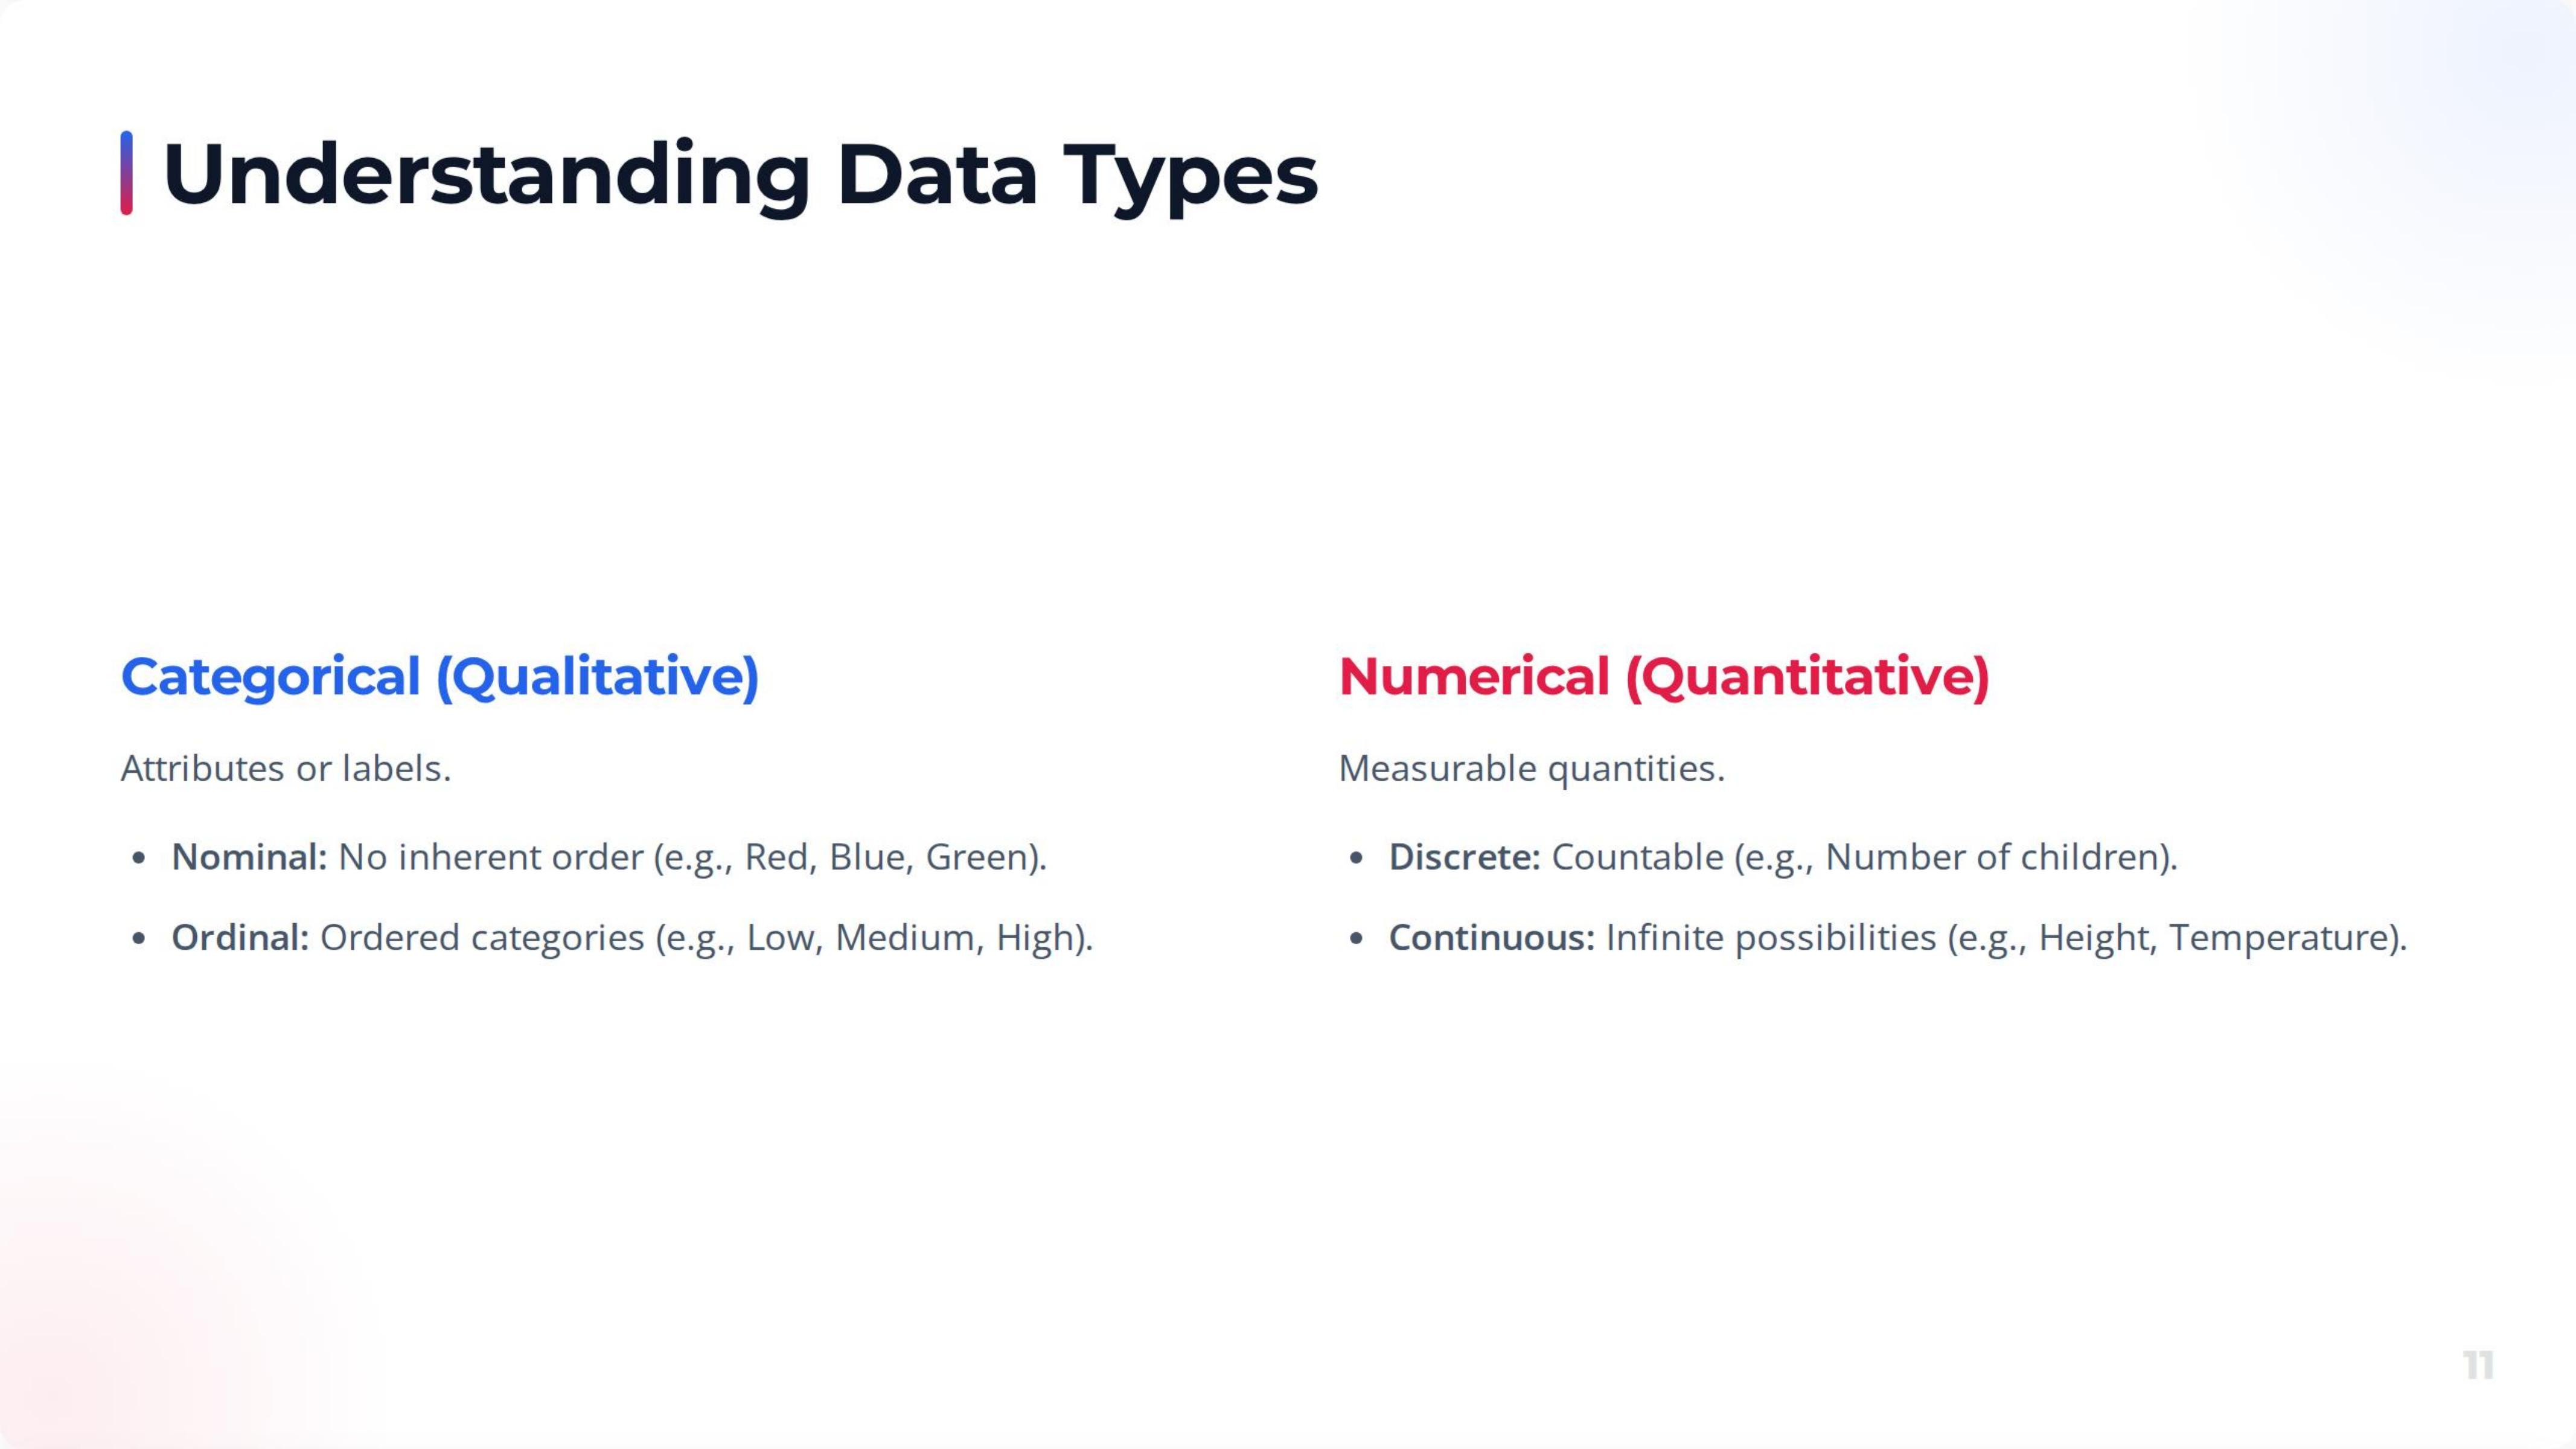 Understanding Data Types
Categorical (Qualitative)
Attributes or labels.
• Nominal: No inherent order (e.g., Red, Blue, Green).
• Ordinal: Ordered categories (e.g., Low, Medium, High).
Numerical (Quantitative)
Measurable quantities.
• Discrete: Countable (e.g., Number of children).
• Continuous: Infinite possibilities (e.g., Height, Temperature).
11